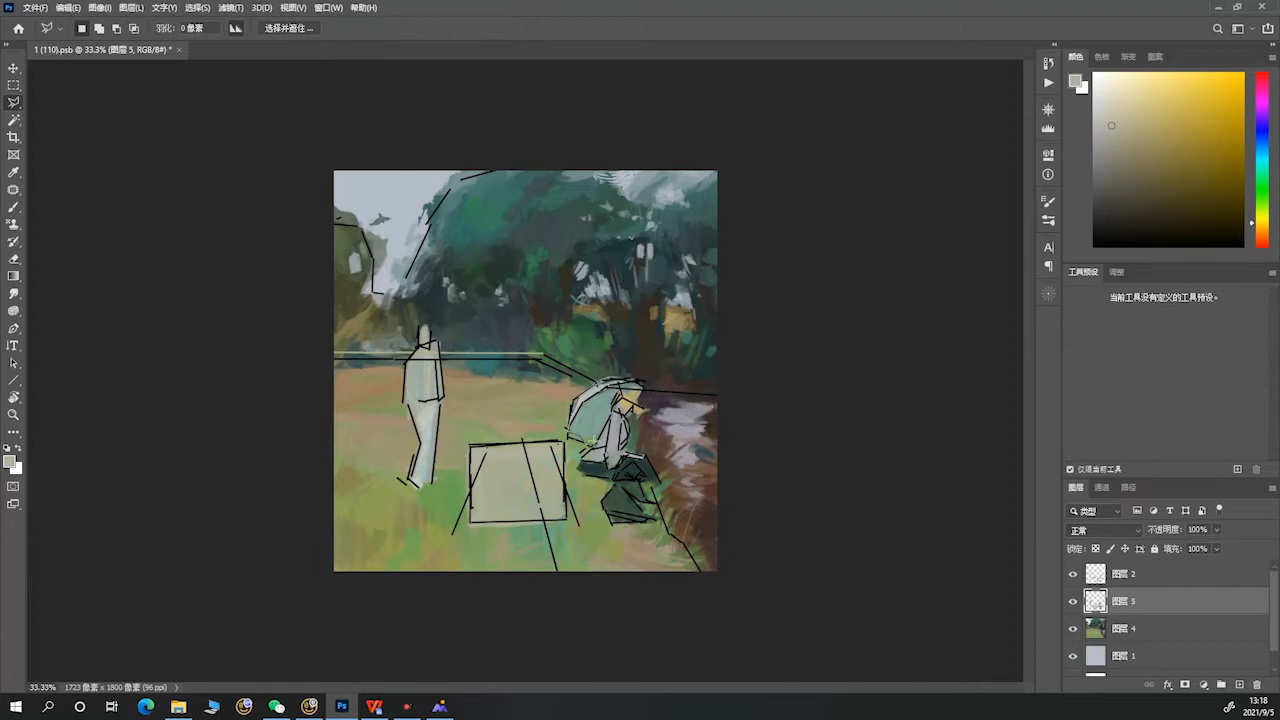 Ps 文件(F) 编辑(E) 图像(I) 图层(L) 文字(Y) 选择(S) 滤镜(T) 3D(D) 视图(V) 窗口(W) 帮助(H)
羽化: 0 像素 选择并遮住 ...
1 (110).psb @ 33.3% (图层 5, RGB/8#) * ×
颜色 色板 渐变 图案
工具预设 调整
当前工具没有定义的工具预设。
仅限当前工具
图层 通道 路径
类型
正常 不透明度: 100%
锁定: 填充: 100%
图层 2
图层 5
图层 4
图层 1
33.33% 1723 像素 x 1800 像素 (96 ppi)
Ps
13:18
2021/9/5